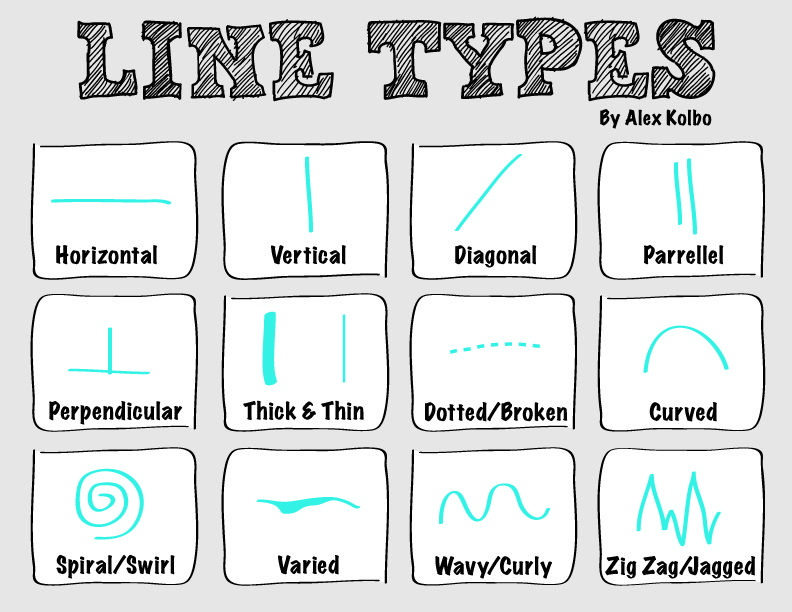 LINE TYPES
By Alex Kolbo
Horizontal
Vertical
Diagonal
Parrellel
Perpendicular
Thick & Thin
Dotted/Broken
Curved
Spiral/Swirl
Varied
Wavy/Curly
Zig Zag/Jagged